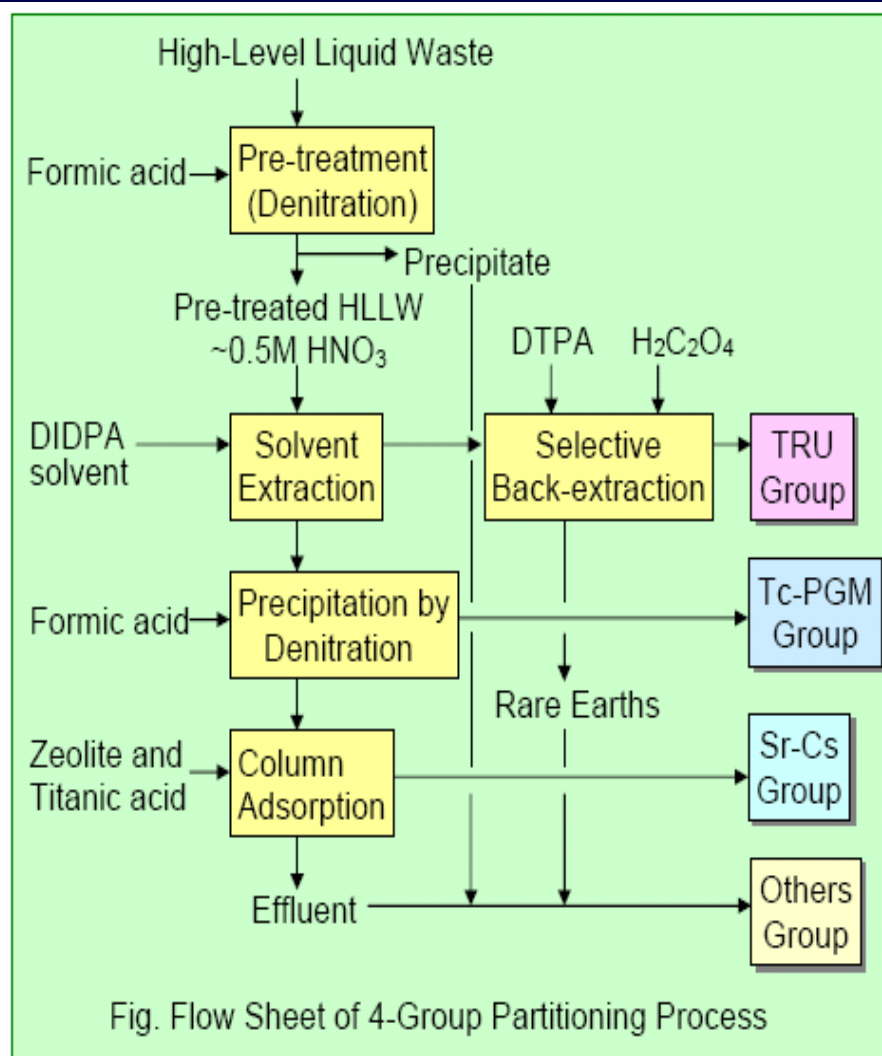 High-Level Liquid Waste
Formic acid
Pre-treatment
(Denitration)
Precipitate
Pre-treated HLLW
~0.5M HNO₃
DTPA
H₂C₂O₄
DIDPA
solvent
Solvent
Extraction
Selective
Back-extraction
TRU
Group
Formic acid
Precipitation by
Denitration
Tc-PGM
Group
Rare Earths
Zeolite and
Titanic acid
Column
Adsorption
Sr-Cs
Group
Effluent
Others
Group
Fig. Flow Sheet of 4-Group Partitioning Process